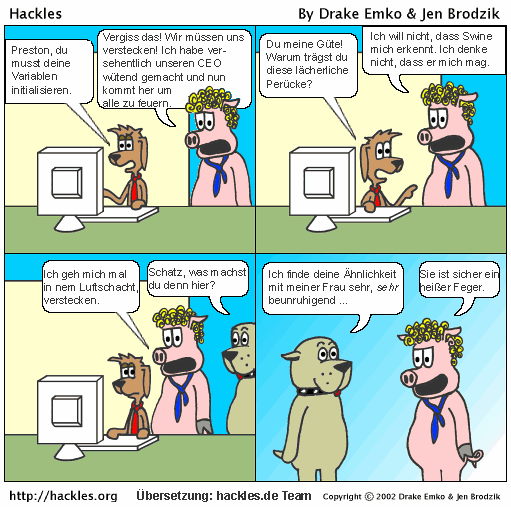 Hackles
By Drake Emko & Jen Brodzik
Preston, du
musst deine
Variablen
initialisieren.
Vergiss das! Wir müssen uns
verstecken! Ich habe ver-
sehentlich unseren CEO
wütend gemacht und nun
kommt her um
alle zu feuern.
Du meine Güte!
Warum trägst du
diese lächerliche
Perücke?
Ich will nicht, dass Swine
mich erkennt. Ich denke
nicht, dass er mich mag.
Ich geh mich mal
in nem Luftschacht,
verstecken.
Schatz, was machst
du denn hier?
Ich finde deine Ähnlichkeit
mit meiner Frau sehr, sehr
beunruhigend ...
Sie ist sicher ein
heißer Feger.
http://hackles.org
Übersetzung: hackles.de Team
Copyright © 2002 Drake Emko & Jen Brodzik